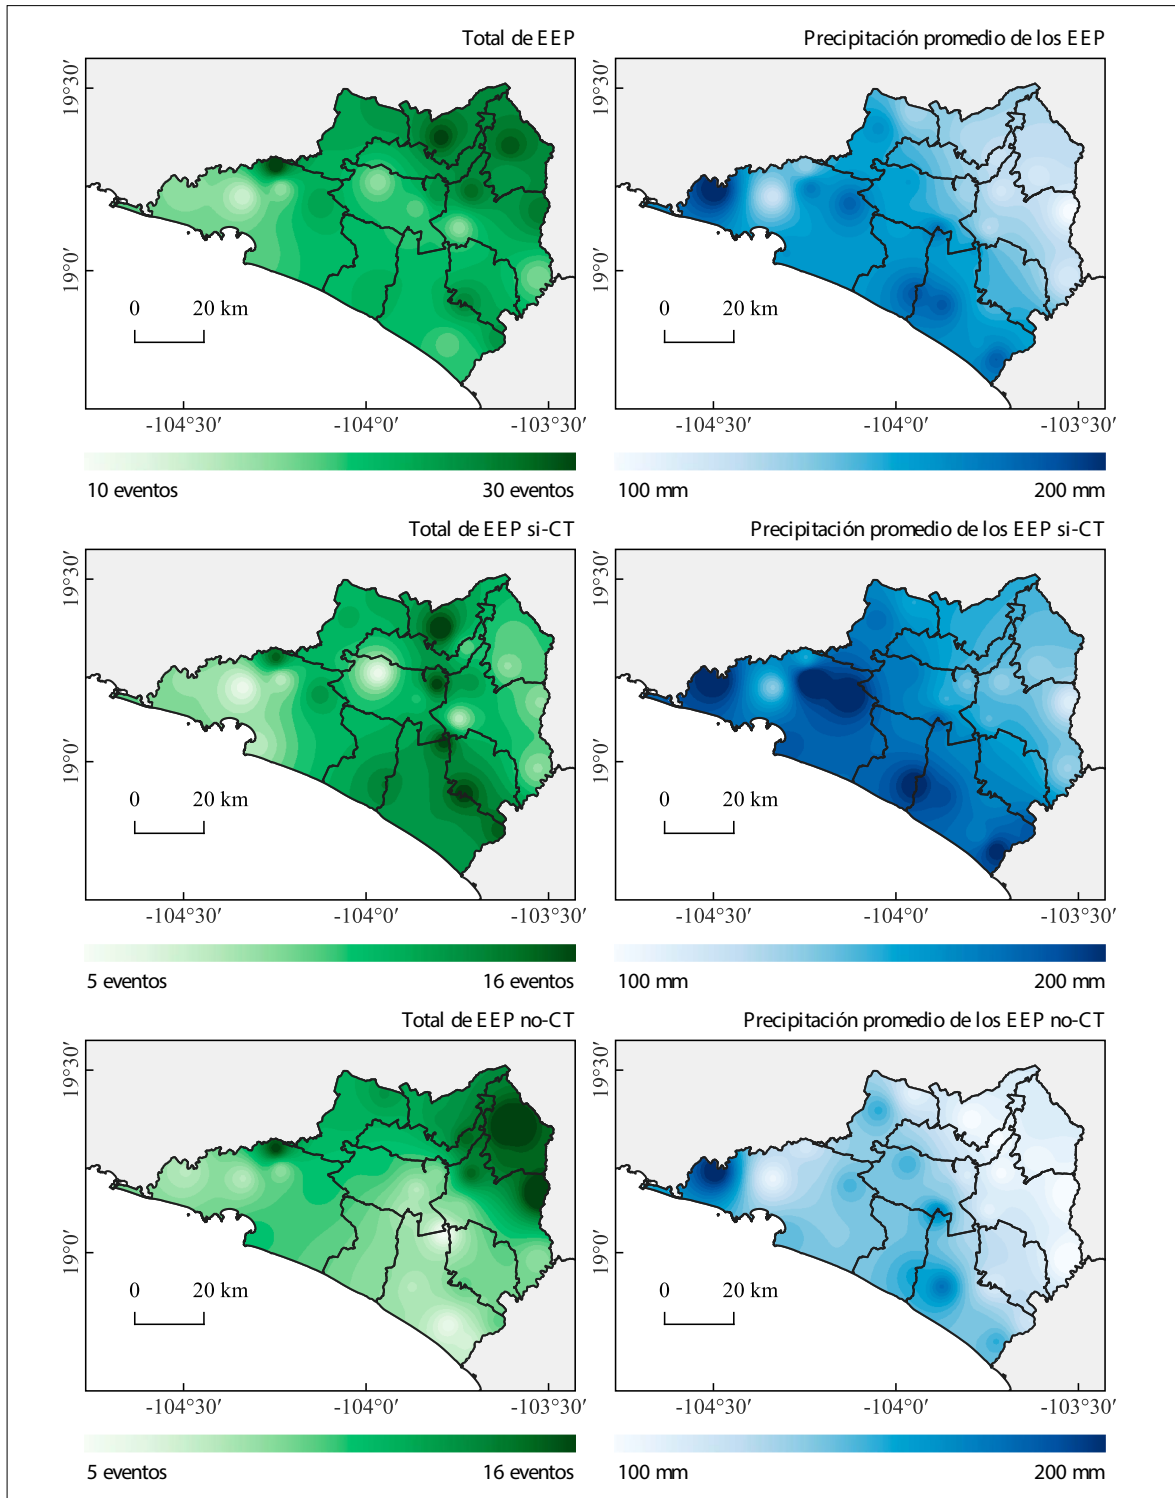 Total de EEP
Precipitación promedio de los EEP
19°30'
19°0'
0 20 km
-104°30' -104°0' -103°30'
10 eventos 30 eventos
19°30'
19°0'
0 20 km
-104°30' -104°0' -103°30'
100 mm 200 mm
Total de EEP si-CT
Precipitación promedio de los EEP si-CT
19°30'
19°0'
0 20 km
-104°30' -104°0' -103°30'
5 eventos 16 eventos
19°30'
19°0'
0 20 km
-104°30' -104°0' -103°30'
100 mm 200 mm
Total de EEP no-CT
Precipitación promedio de los EEP no-CT
19°30'
19°0'
0 20 km
-104°30' -104°0' -103°30'
5 eventos 16 eventos
19°30'
19°0'
0 20 km
-104°30' -104°0' -103°30'
100 mm 200 mm